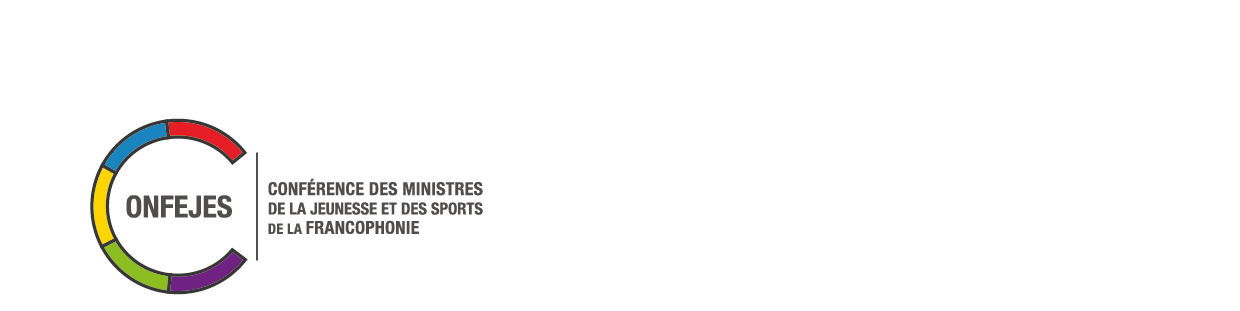 ONFEJES
CONFÉRENCE DES MINISTRES
DE LA JEUNESSE ET DES SPORTS
DE LA FRANCOPHONIE